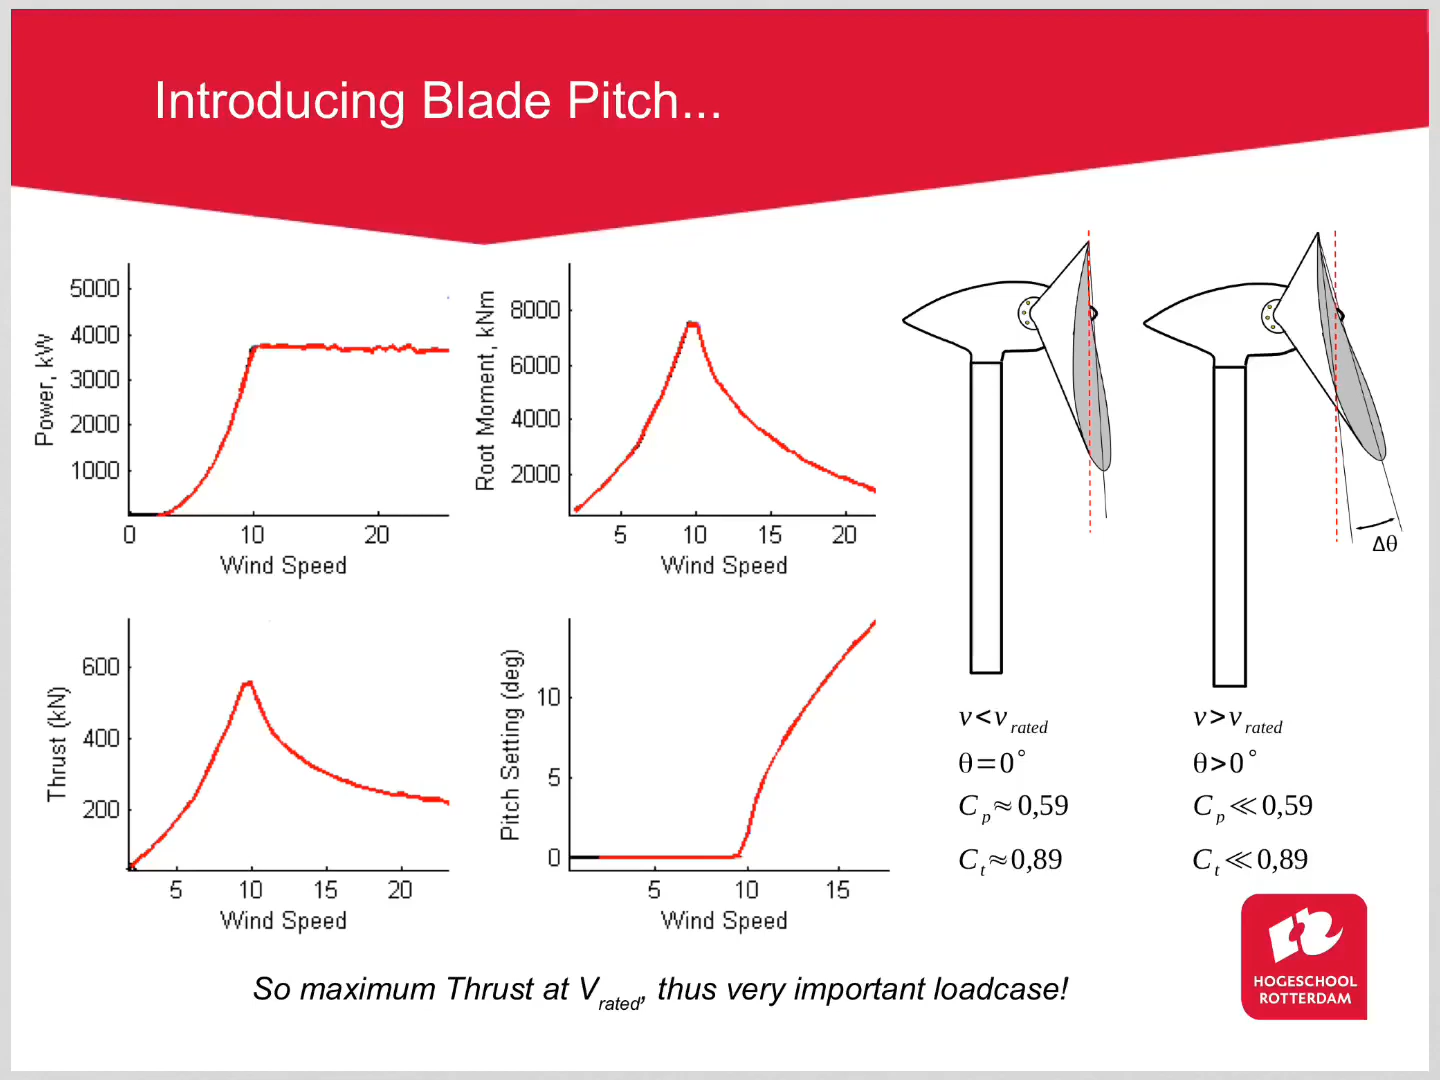 Introducing Blade Pitch...
5000
4000
3000
2000
1000
Power, kW
0 10 20
Wind Speed
8000
6000
4000
2000
Root Moment, kNm
5 10 15 20
Wind Speed
600
400
200
Thrust (kN)
5 10 15 20
Wind Speed
10
5
0
Pitch Setting (deg)
5 10 15
Wind Speed
Δθ
v<v rated
θ=0°
Cp≈0,59
Ct≈0,89
v>v rated
θ>0°
Cp≪0,59
Ct≪0,89
So maximum Thrust at Vrated, thus very important loadcase!
HOGESCHOOL
ROTTERDAM